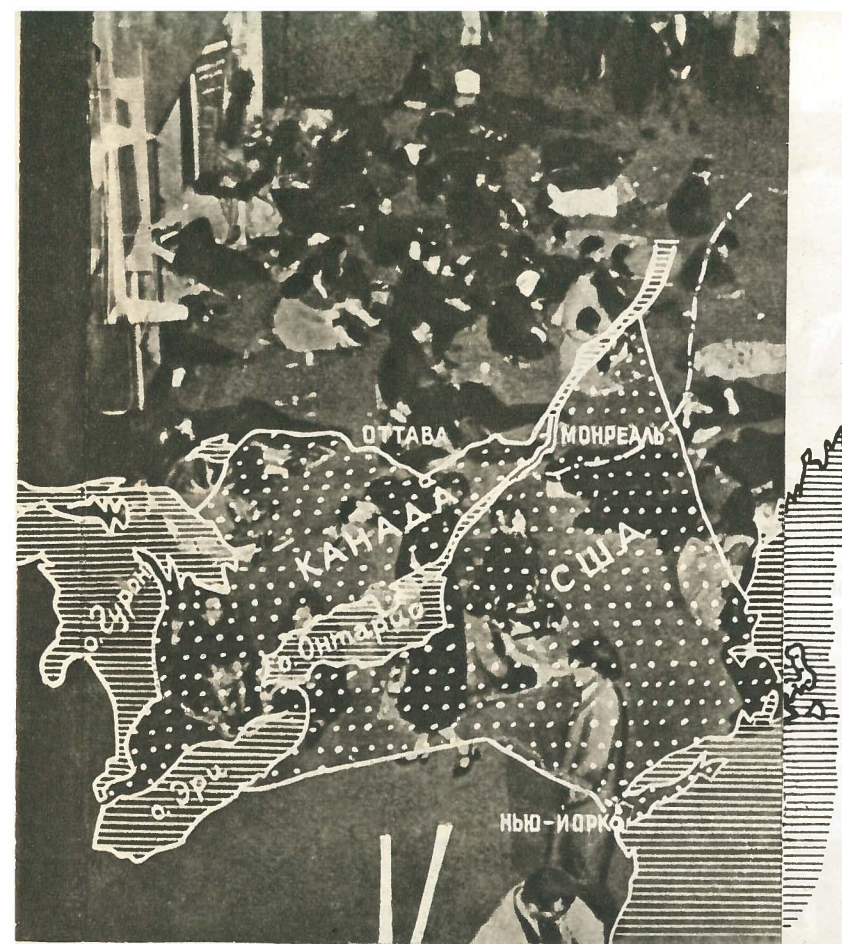 ОТТАВА
МОНРЕАЛЬ
КАНАДА
США
о. Гурон
о. Онтарио
о. Эри
НЬЮ-ЙОРК